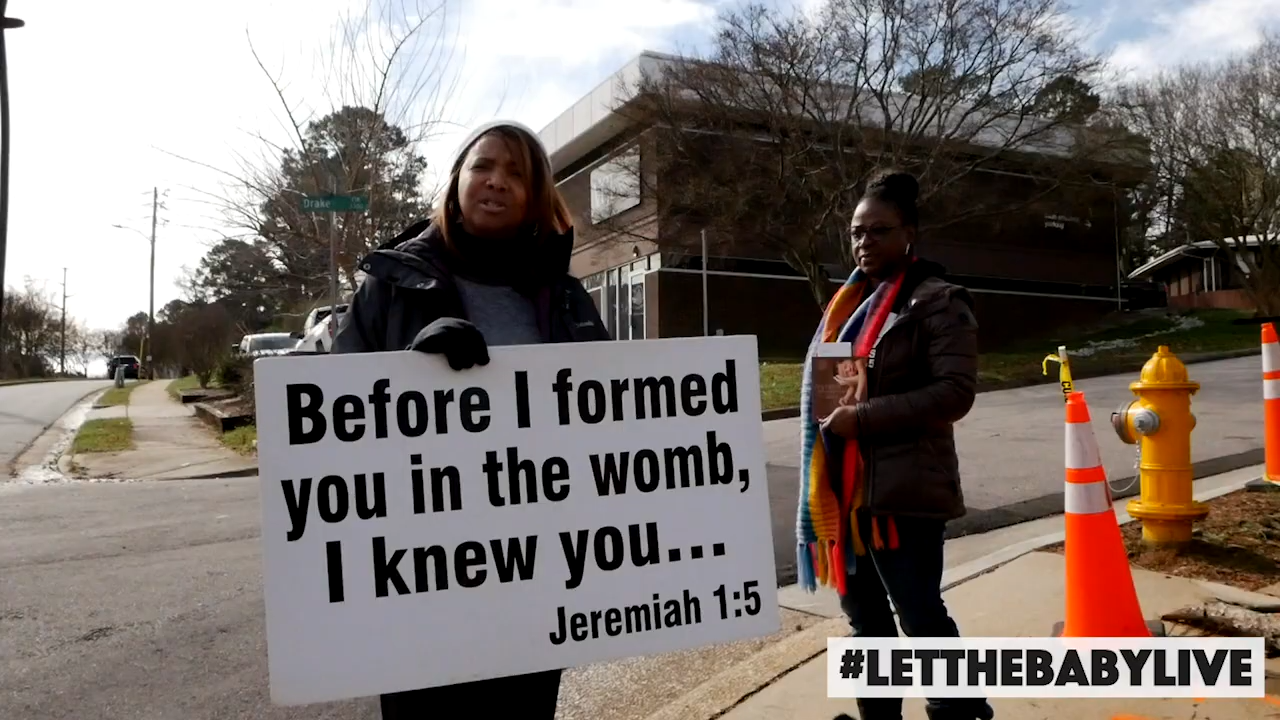 Drake
Before I formed
you in the womb,
I knew you...
Jeremiah 1:5
#LETTHEBABYLIVE